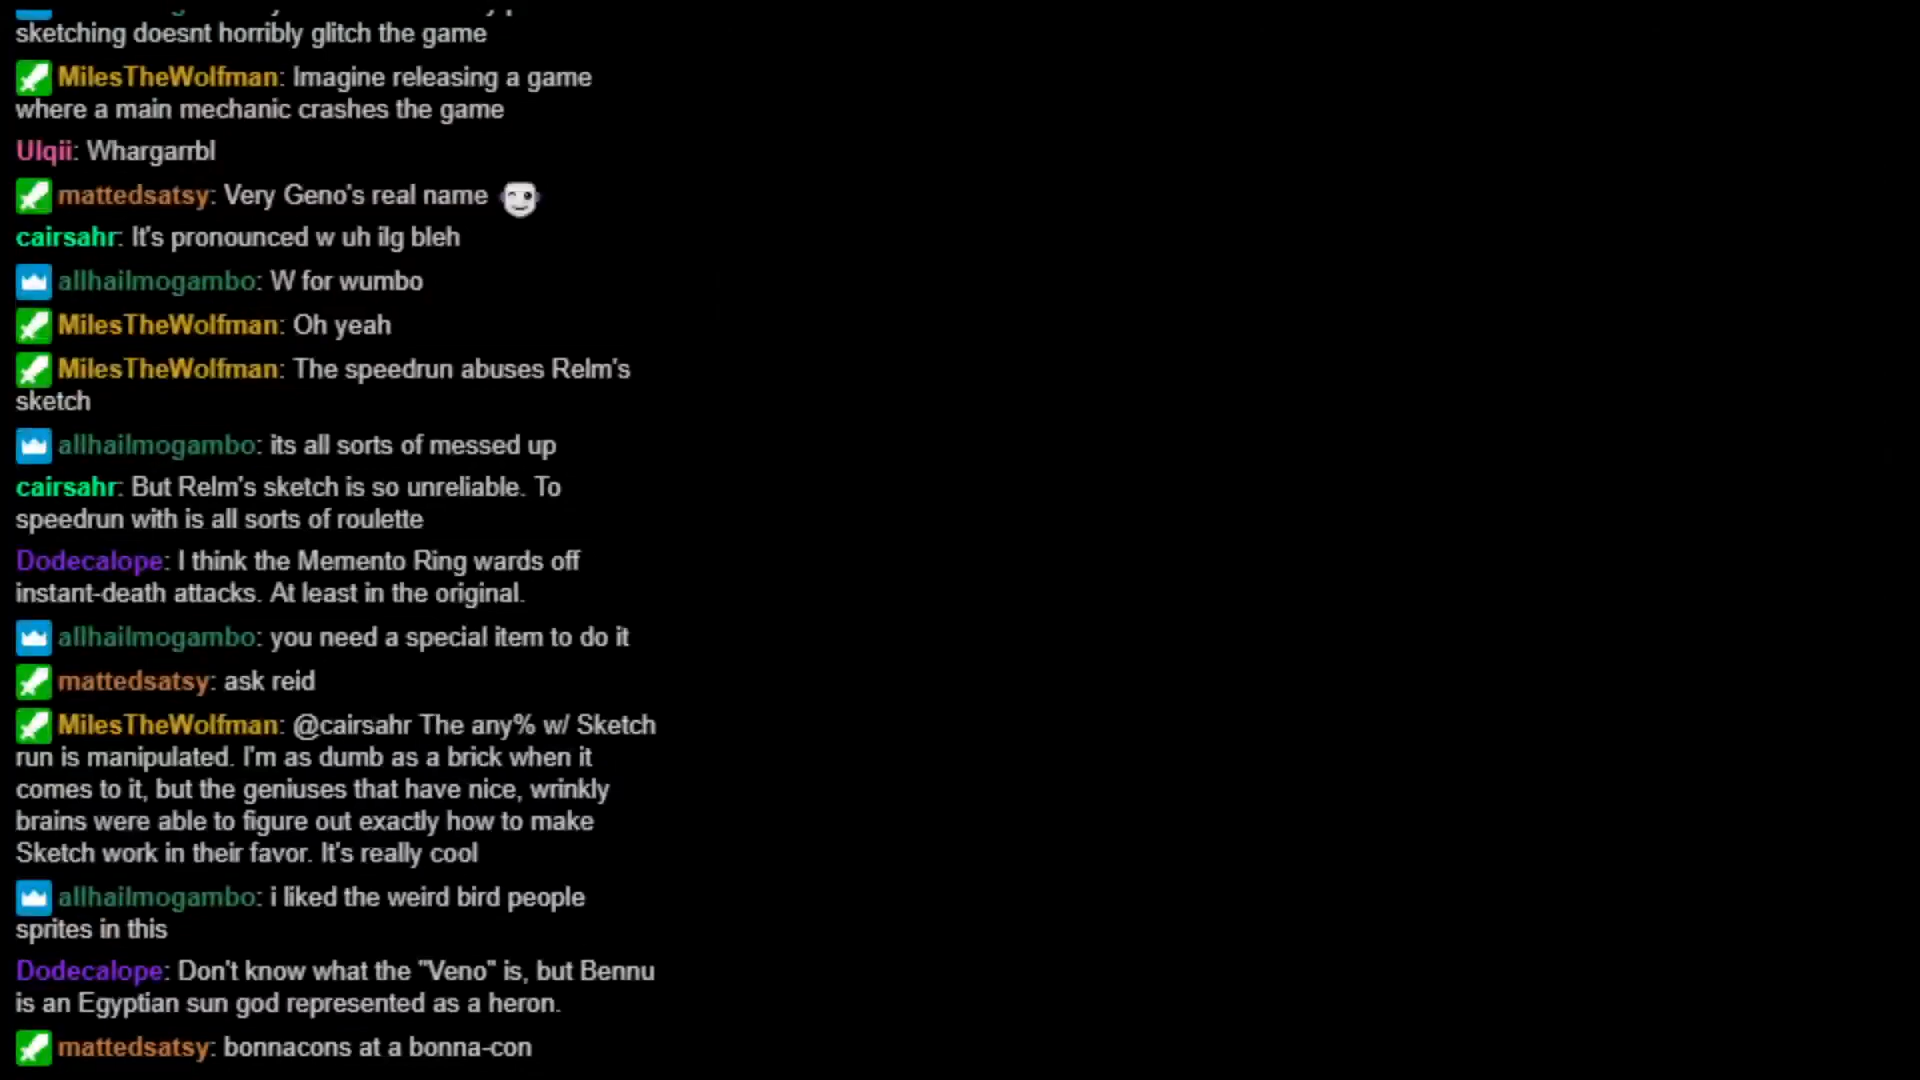 sketching doesnt horribly glitch the game
MilesTheWolfman: Imagine releasing a game
where a main mechanic crashes the game
Ulqii: Whargarrbl
mattedsatsy: Very Geno's real name
cairsahr: It's pronounced w uh ilg bleh
allhailmogambo: W for wumbo
MilesTheWolfman: Oh yeah
MilesTheWolfman: The speedrun abuses Relm's
sketch
allhailmogambo: its all sorts of messed up
cairsahr: But Relm's sketch is so unreliable. To
speedrun with is all sorts of roulette
Dodecalope: I think the Memento Ring wards off
instant-death attacks. At least in the original.
allhailmogambo: you need a special item to do it
mattedsatsy: ask reid
MilesTheWolfman: @cairsahr The any% w/ Sketch
run is manipulated. I'm as dumb as a brick when it
comes to it, but the geniuses that have nice, wrinkly
brains were able to figure out exactly how to make
Sketch work in their favor. It's really cool
allhailmogambo: i liked the weird bird people
sprites in this
Dodecalope: Don't know what the "Veno" is, but Bennu
is an Egyptian sun god represented as a heron.
mattedsatsy: bonnacons at a bonna-con